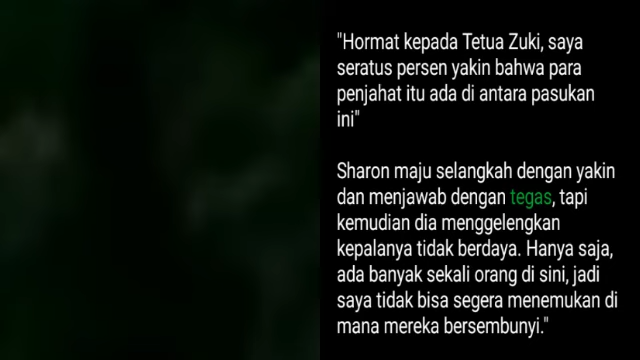 "Hormat kepada Tetua Zuki, saya
seratus persen yakin bahwa para
penjahat itu ada di antara pasukan
ini"
Sharon maju selangkah dengan yakin
dan menjawab dengan tegas, tapi
kemudian dia menggelengkan
kepalanya tidak berdaya. Hanya saja,
ada banyak sekali orang di sini, jadi
saya tidak bisa segera menemukan di
mana mereka bersembunyi."